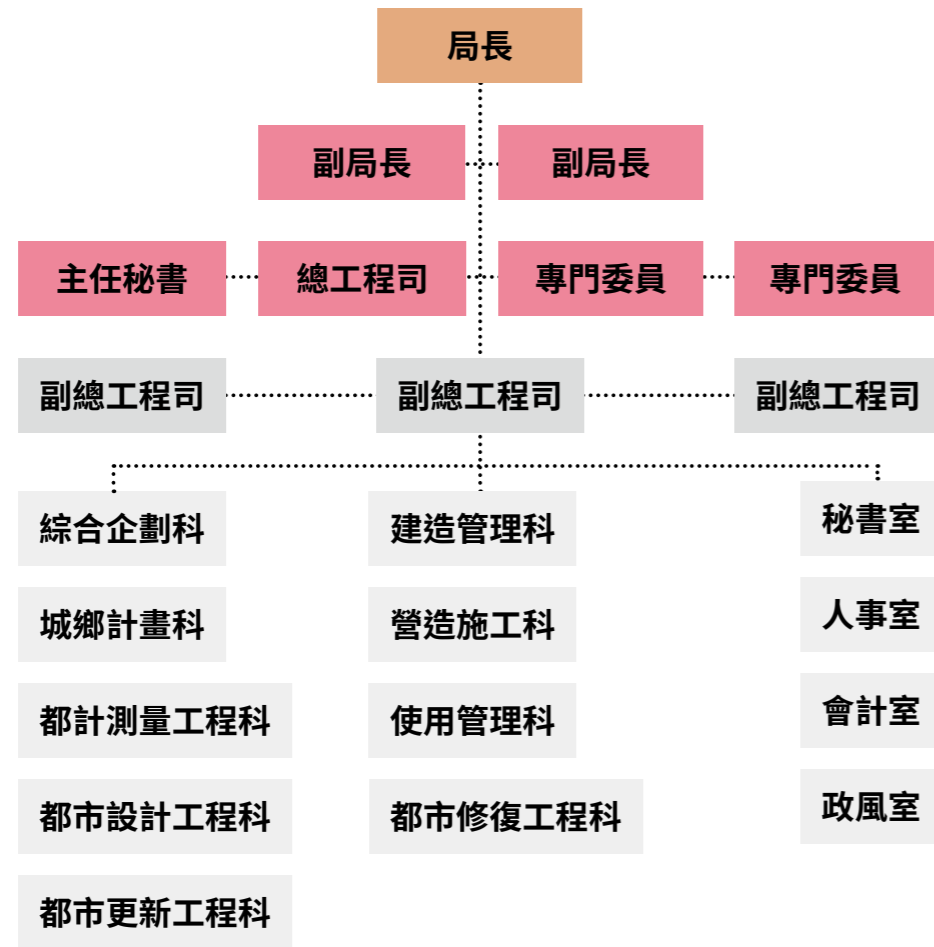 局長
副局長 副局長
主任秘書 總工程司 專門委員 專門委員
副總工程司 副總工程司 副總工程司
綜合企劃科
城鄉計畫科
都計測量工程科
都市設計工程科
都市更新工程科
建造管理科
營造施工科
使用管理科
都市修復工程科
秘書室
人事室
會計室
政風室